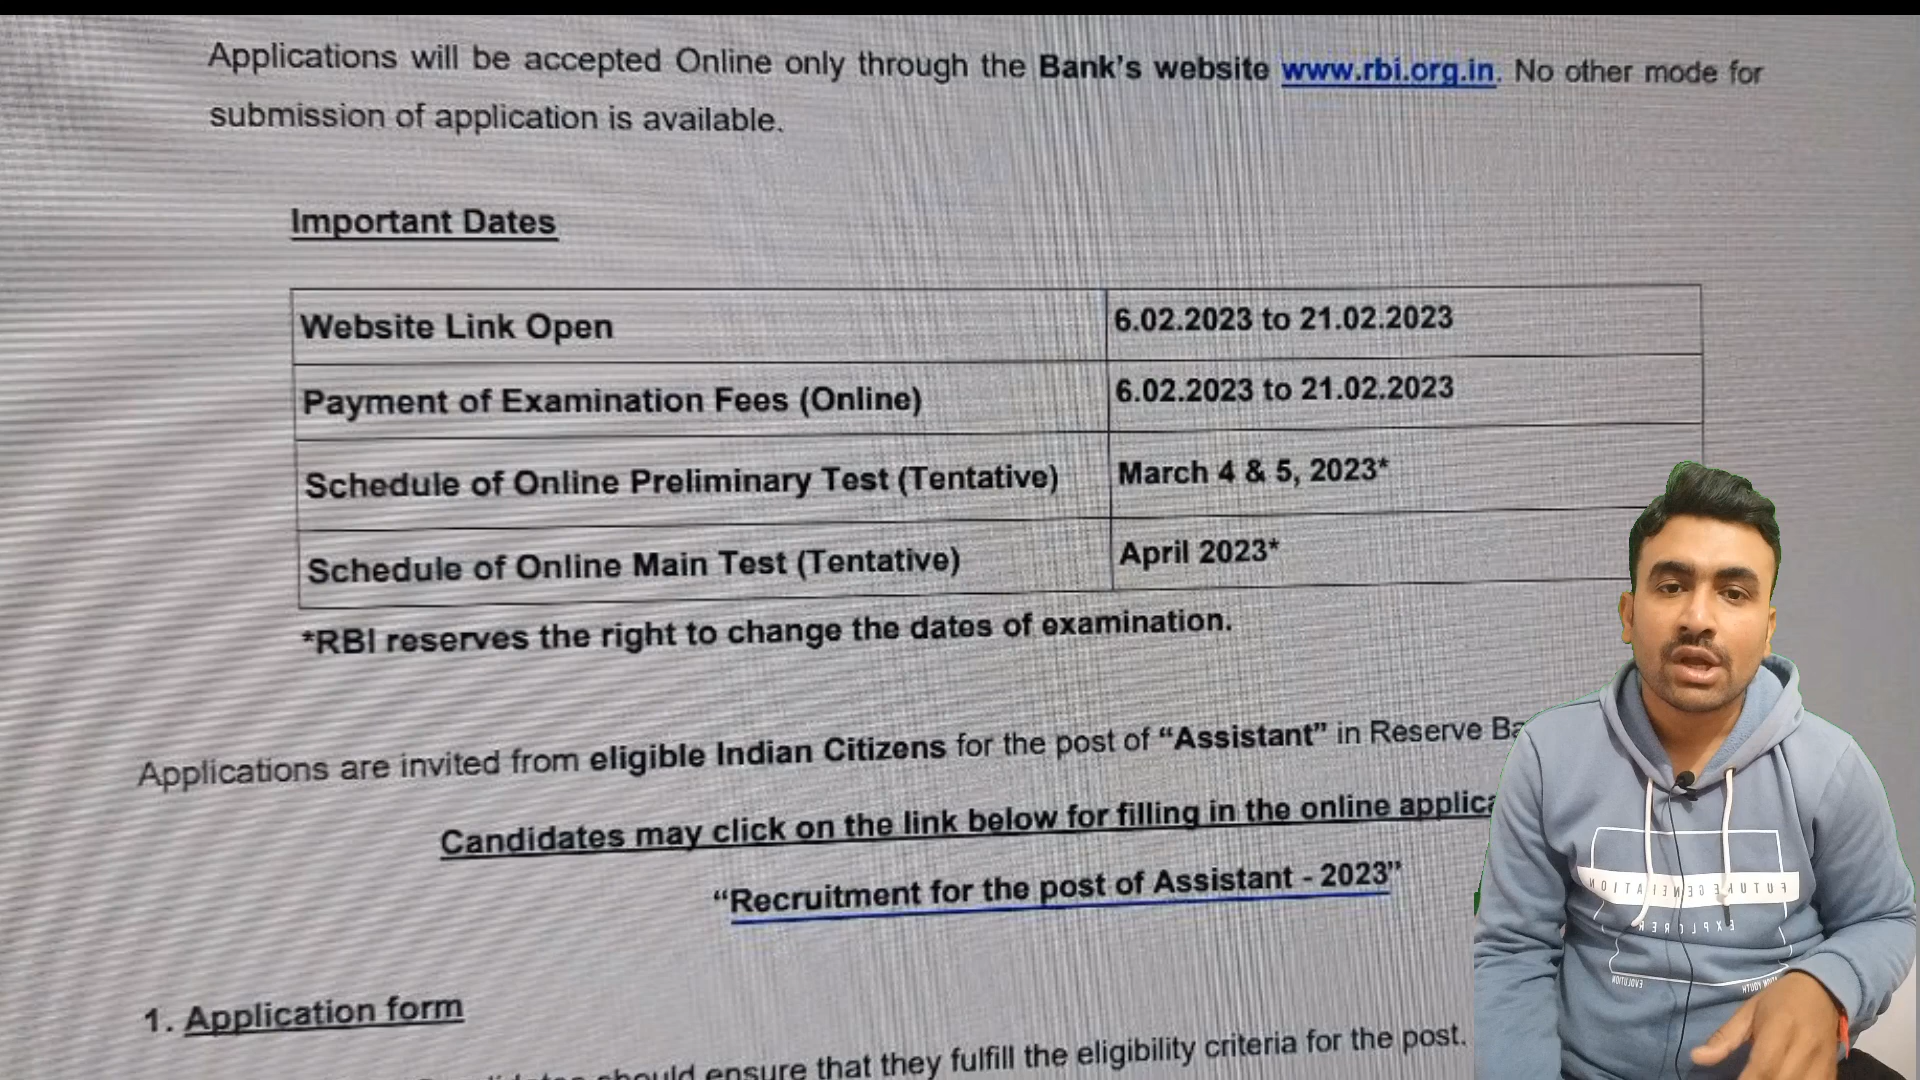 Applications will be accepted Online only through the Bank's website www.rbi.org.in. No other mode for
submission of application is available.
Important Dates
Website Link Open 6.02.2023 to 21.02.2023
Payment of Examination Fees (Online) 6.02.2023 to 21.02.2023
Schedule of Online Preliminary Test (Tentative) March 4 & 5, 2023*
Schedule of Online Main Test (Tentative) April 2023*
*RBI reserves the right to change the dates of examination.
Applications are invited from eligible Indian Citizens for the post of “Assistant” in Reserve
Candidates may click on the link below for filling in the online
“Recruitment for the post of Assistant - 2023”
1. Application form
should ensure that they fulfill the eligibility criteria for the post.
FUTURE GENERATION
EXPLORER
EVOLUTION
YOUTH